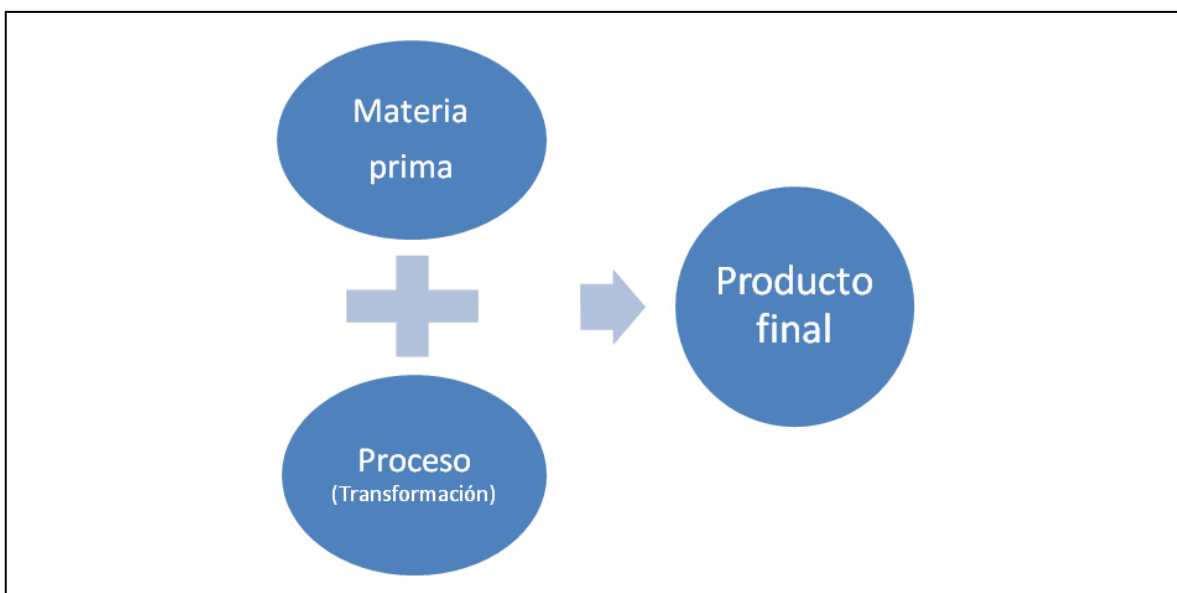 Materia
prima
Proceso
(Transformación)
Producto
final